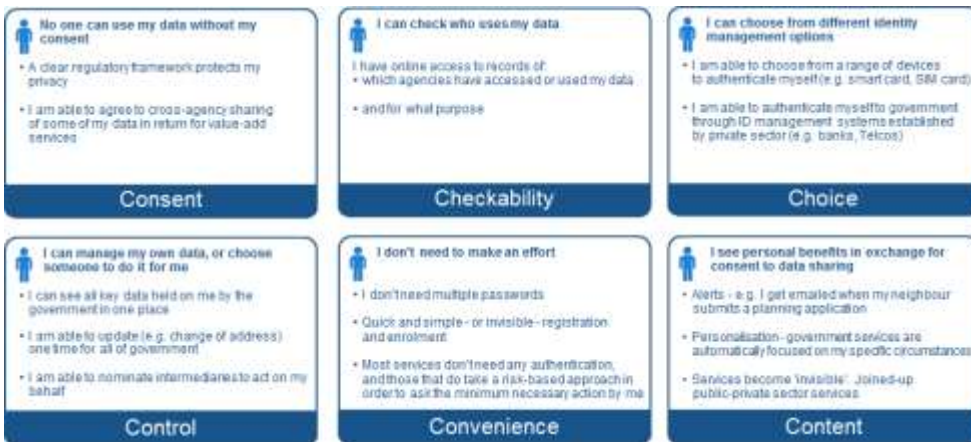 No one can use my data without my
consent
• A clear regulatory framework protects my
privacy
• I am able to agree to cross-agency sharing
of some of my data in return for value-add
services
Consent
I can check who uses my data
I have online access to records of:
• which agencies have accessed or used my data
• and for what purpose
Checkability
I can choose from different identity
management options
• I am able to choose from a range of devices
to authenticate myself (e.g. smart card, SIM card)
• I am able to authenticate myself to government
through ID management systems established
by private sector (e.g. banks, Telcos)
Choice
I can manage my own data, or choose
someone to do it for me
• I can see all key data held on me by the
government in one place
• I am able to update (e.g. change of address)
one time for all of government
• I am able to nominate intermediaries to act on my
behalf
Control
I don't need to make an effort
• I don't need multiple passwords
• Quick and simple - or invisible - registration
and enrolment
• Most services don't need any authentication,
and those that do take a risk-based approach in
order to ask the minimum necessary action by me
Convenience
I see personal benefits in exchange for
consent to data sharing
• Alerts - e.g. I get emailed when my neighbour
submits a planning application
• Personalisation - government services are
automatically focused on my specific circumstances
• Services become 'invisible'. Joined-up
public-private sector services
Content